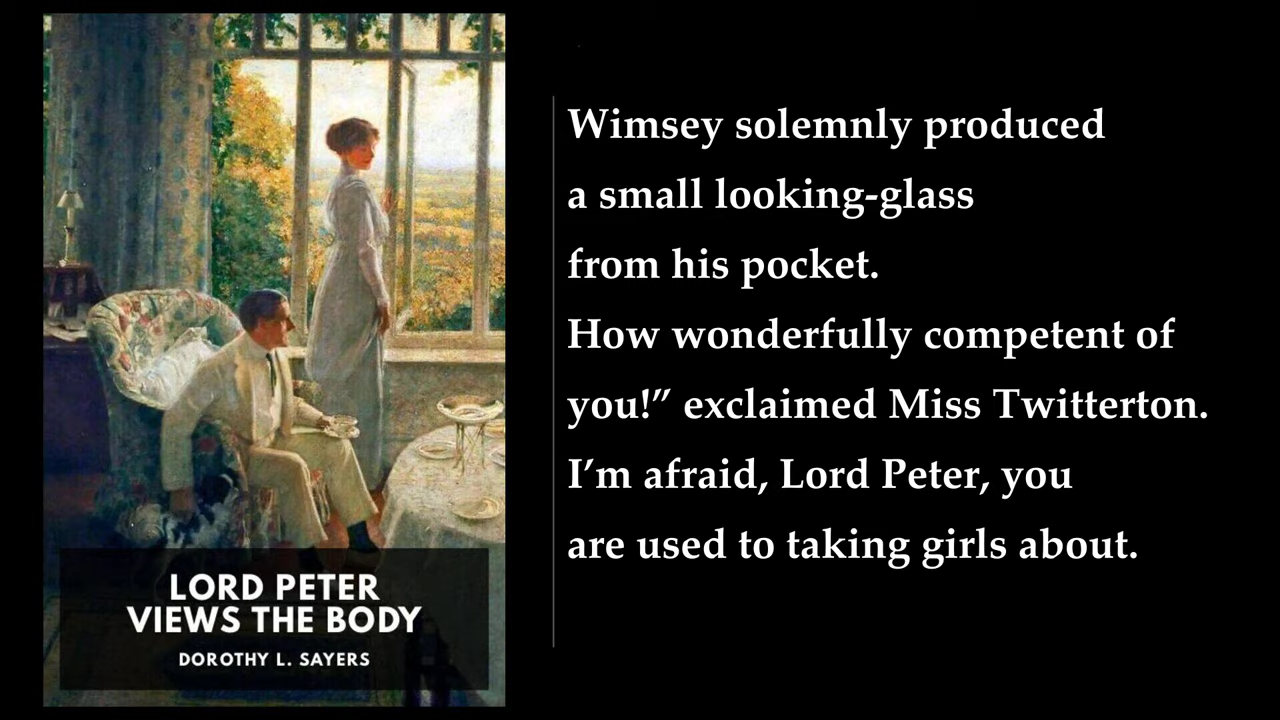 LORD PETER
VIEWS THE BODY
DOROTHY L. SAYERS
Wimsey solemnly produced
a small looking-glass
from his pocket.
How wonderfully competent of
you!” exclaimed Miss Twitterton.
I’m afraid, Lord Peter, you
are used to taking girls about.